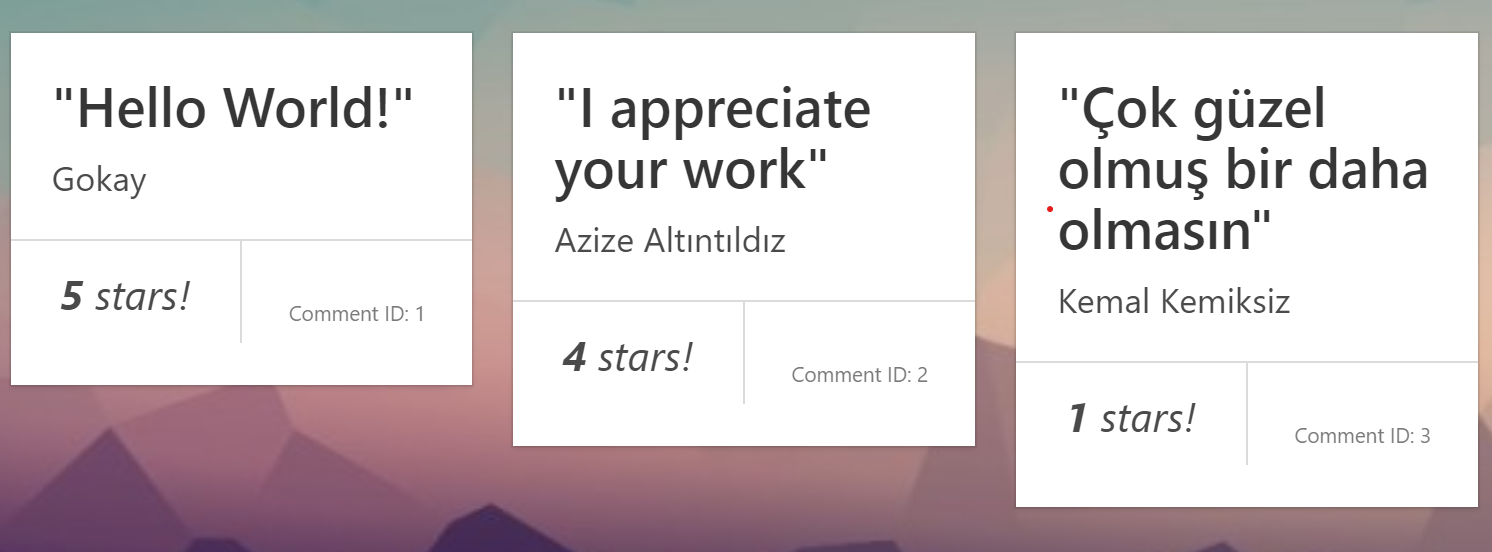 "Hello World!"
Gokay
5 stars!
Comment ID: 1
"I appreciate
your work"
Azize Altıntıldız
4 stars!
Comment ID: 2
"Çok güzel
olmuş bir daha
olmasın"
Kemal Kemiksiz
1 stars!
Comment ID: 3